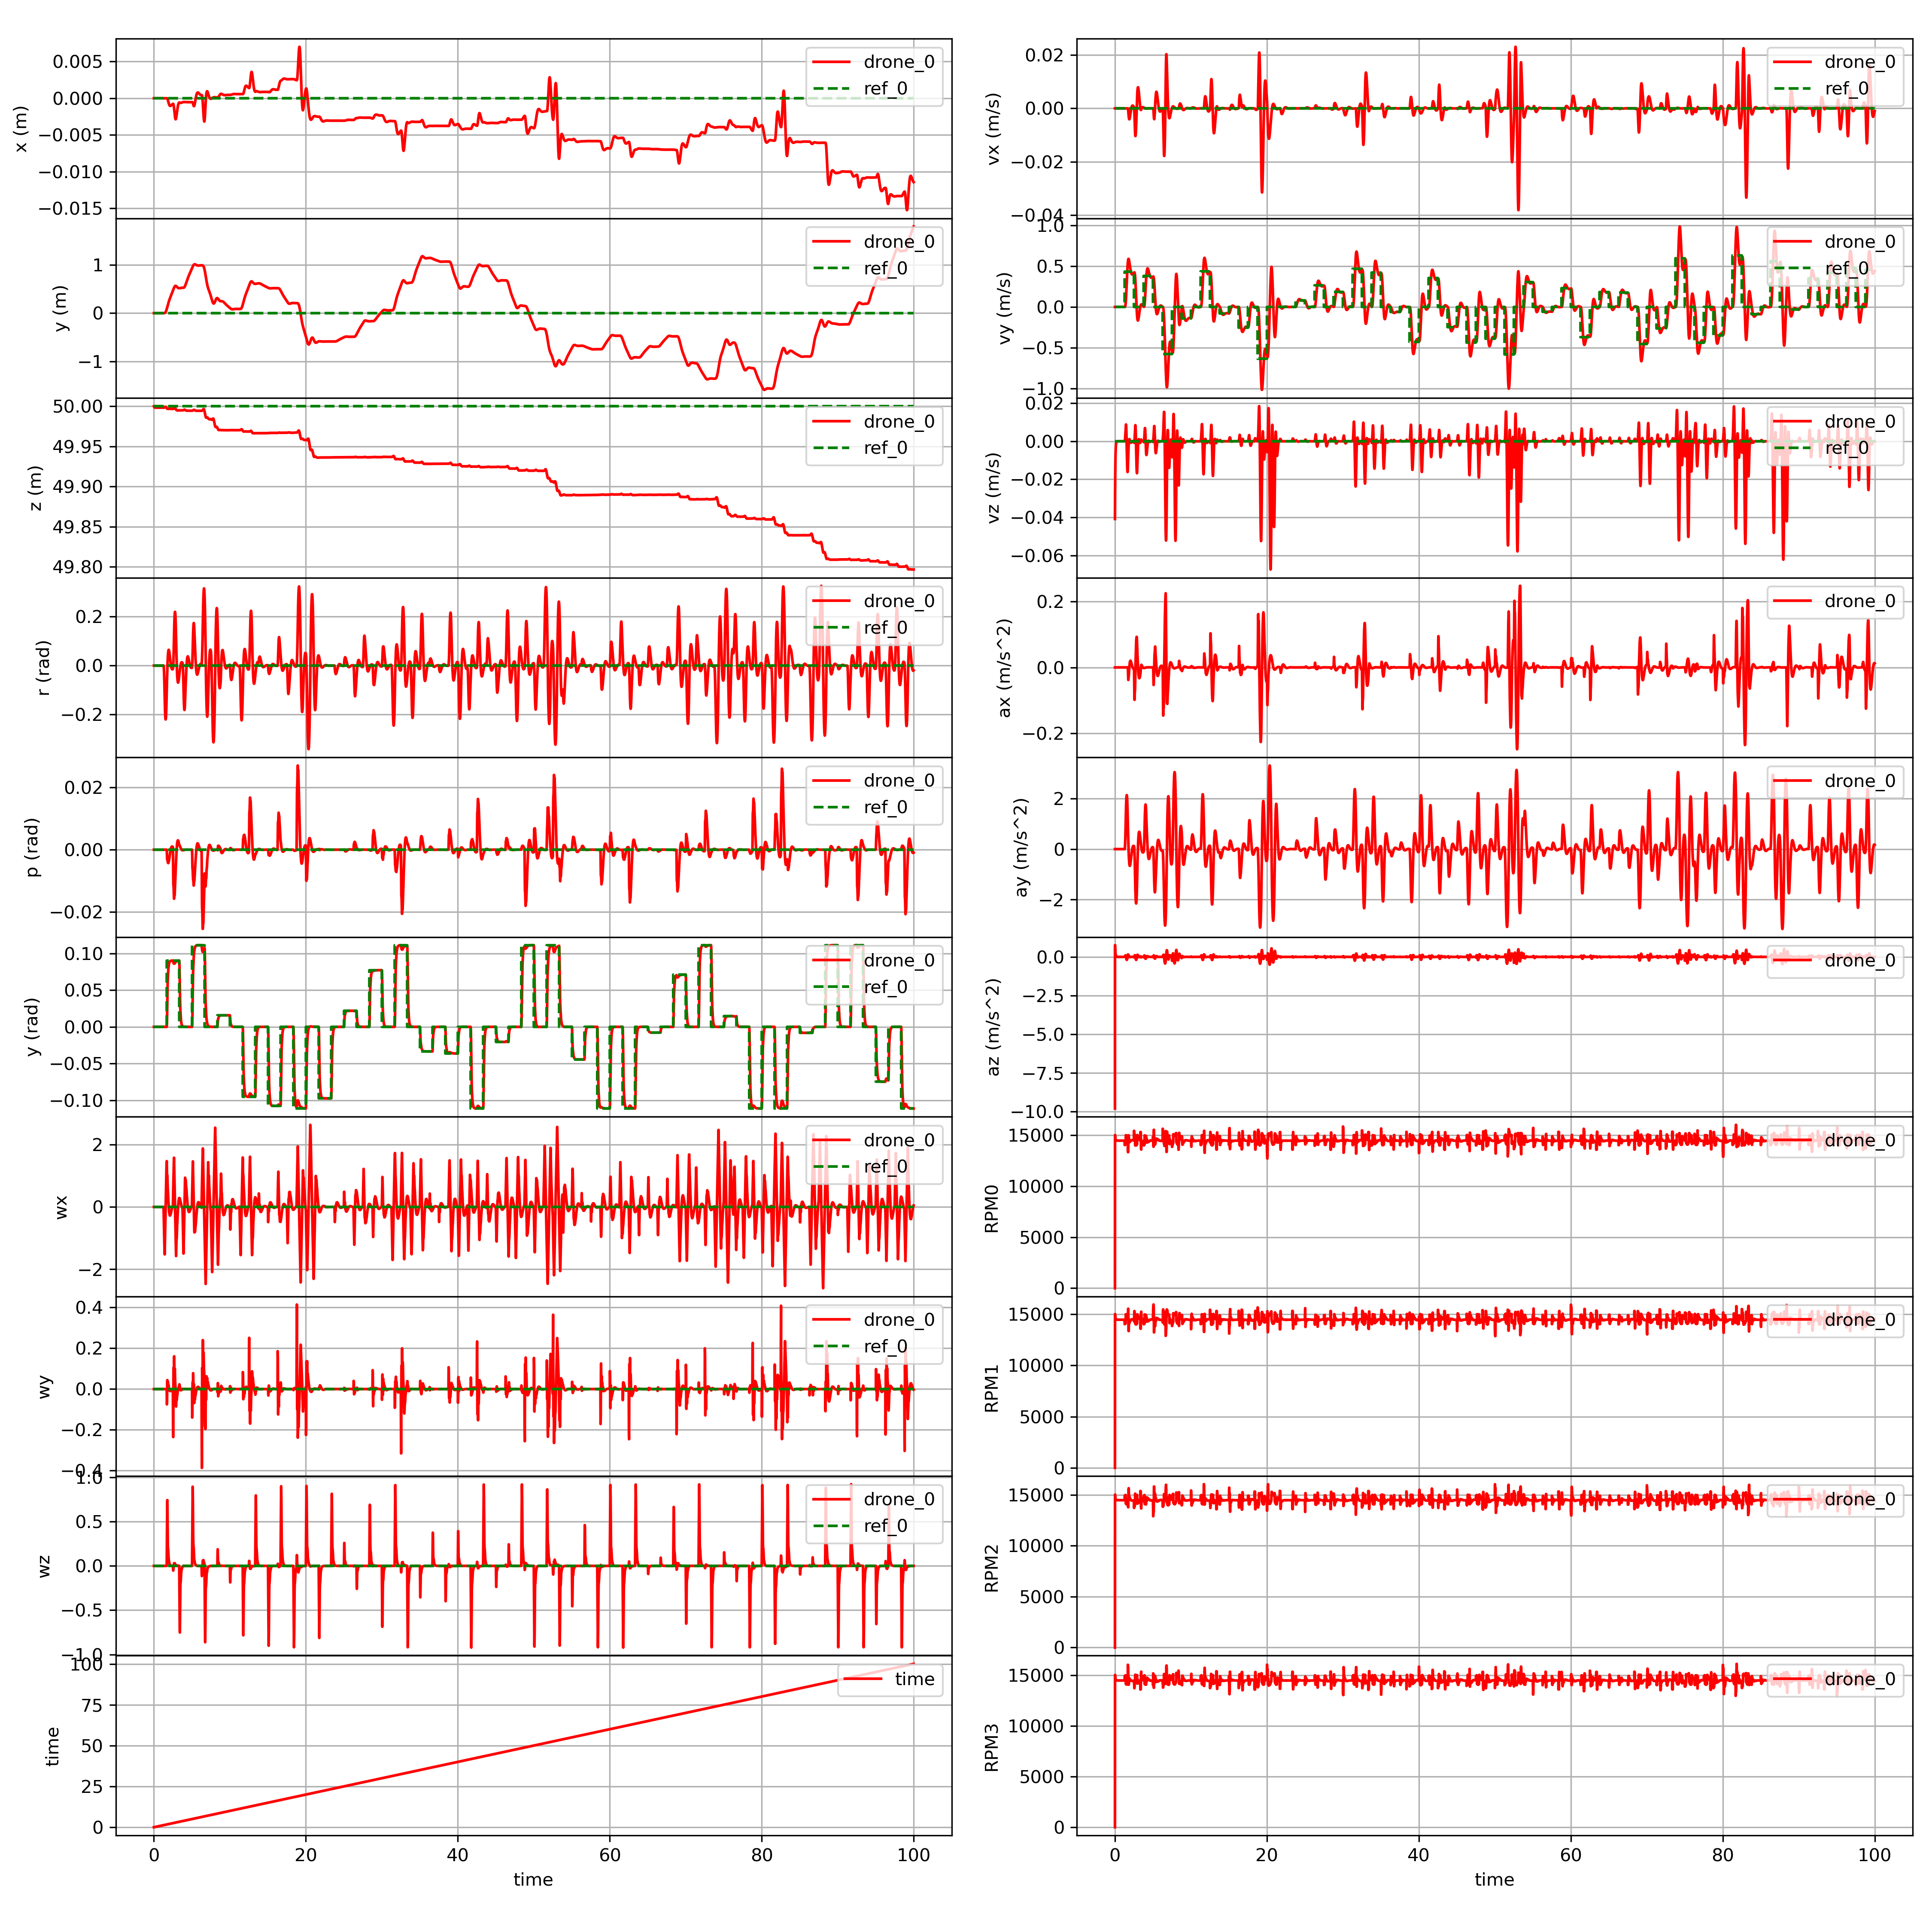 x (m)
0.005
0.000
−0.005
−0.010
−0.015
drone_0
ref_0
y (m)
1
0
−1
drone_0
ref_0
z (m)
50.00
49.95
49.90
49.85
49.80
drone_0
ref_0
r (rad)
0.2
0.0
−0.2
drone_0
ref_0
p (rad)
0.02
0.00
−0.02
drone_0
ref_0
y (rad)
0.10
0.05
0.00
−0.05
−0.10
drone_0
ref_0
wx
2
0
−2
drone_0
ref_0
wy
0.4
0.2
0.0
−0.2
−0.4
drone_0
ref_0
wz
1.0
0.5
0.0
−0.5
−1.0
drone_0
ref_0
time
100
75
50
25
0
time
0 20 40 60 80 100
time
vx (m/s)
0.02
0.00
−0.02
−0.04
drone_0
ref_0
vy (m/s)
1.0
0.5
0.0
−0.5
−1.0
drone_0
ref_0
vz (m/s)
0.02
0.00
−0.02
−0.04
−0.06
drone_0
ref_0
ax (m/s^2)
0.2
0.0
−0.2
drone_0
ay (m/s^2)
2
0
−2
drone_0
az (m/s^2)
0.0
−2.5
−5.0
−7.5
−10.0
drone_0
RPM0
15000
10000
5000
0
drone_0
RPM1
15000
10000
5000
0
drone_0
RPM2
15000
10000
5000
0
drone_0
RPM3
15000
10000
5000
0
drone_0
0 20 40 60 80 100
time